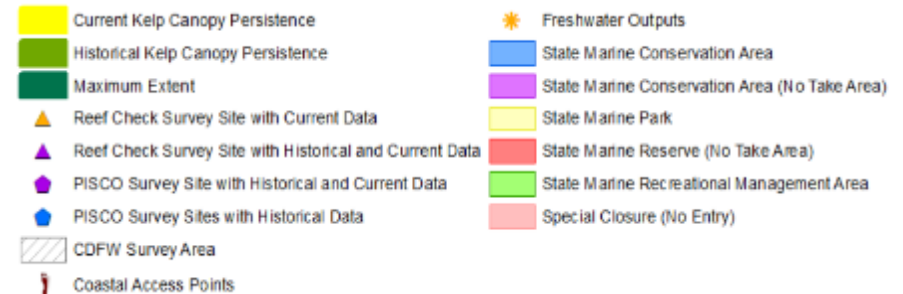 Current Kelp Canopy Persistence
Historical Kelp Canopy Persistence
Maximum Extent
Reef Check Survey Site with Current Data
Reef Check Survey Site with Historical and Current Data
PISCO Survey Site with Historical and Current Data
PISCO Survey Sites with Historical Data
CDFW Survey Area
Coastal Access Points
Freshwater Outputs
State Marine Conservation Area
State Marine Conservation Area (No Take Area)
State Marine Park
State Marine Reserve (No Take Area)
State Marine Recreational Management Area
Special Closure (No Entry)